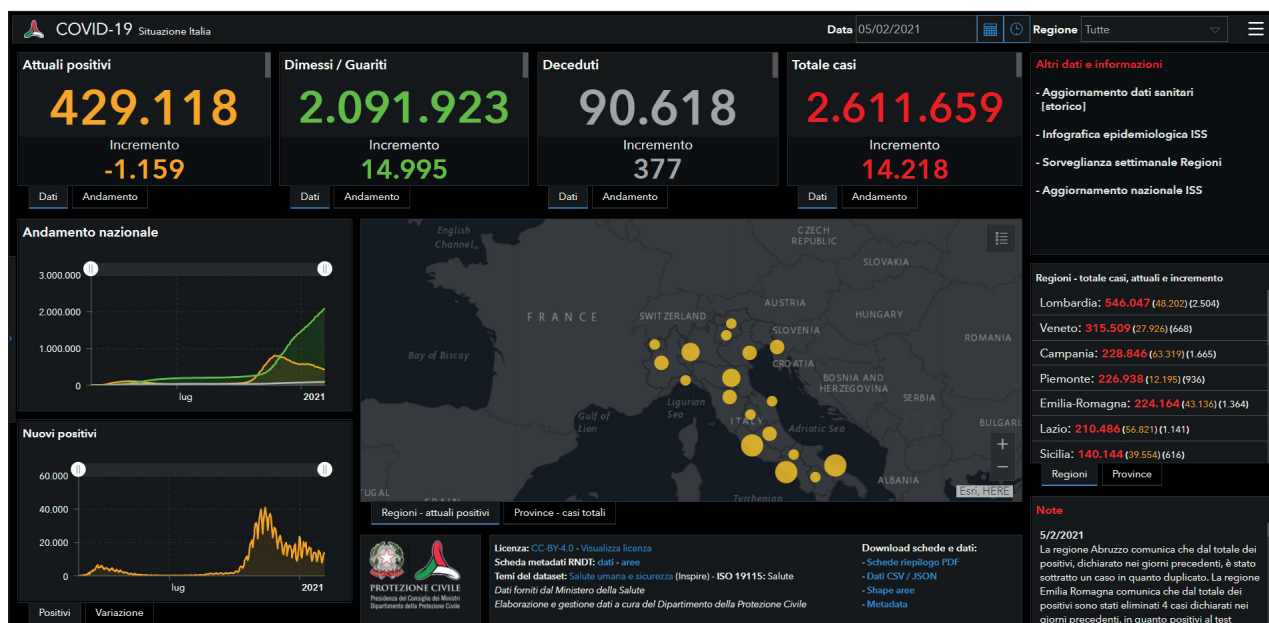 COVID-19 Situazione Italia
Data 05/02/2021
Regione Tutte
Attuali positivi
429.118
Incremento
-1.159
Dati Andamento
Dimessi / Guariti
2.091.923
Incremento
14.995
Dati Andamento
Deceduti
90.618
Incremento
377
Dati Andamento
Totale casi
2.611.659
Incremento
14.218
Dati Andamento
Altri dati e informazioni
- Aggiornamento dati sanitari
[storico]
- Infografica epidemiologica ISS
- Sorveglianza settimanale Regioni
- Aggiornamento nazionale ISS
Andamento nazionale
3.000.000
2.000.000
1.000.000
0
lug 2021
Nuovi positivi
60.000
40.000
20.000
0
lug 2021
Positivi Variazione
English
Channel
CZECH
REPUBLIC
SLOVAKIA
AUSTRIA
FRANCE
SWITZERLAND
HUNGARY
SLOVENIA
ROMANIA
Bay of Biscay
CROATIA
BOSNIA AND
HERZEGOVINA
SERBIA
Ligurian
Sea
Gulf of
Lion
ITALY
Adriatic Sea
BULGARI
ALBANIA
UGAL
SPAIN
Tyrrhenian
+
−
Esri, HERE
Regioni - attuali positivi Province - casi totali
Regioni - totale casi, attuali e incremento
Lombardia: 546.047 (48.202) (2.504)
Veneto: 315.509 (27.926) (668)
Campania: 228.846 (63.319) (1.665)
Piemonte: 226.938 (12.195) (936)
Emilia-Romagna: 224.164 (43.136) (1.364)
Lazio: 210.486 (56.821) (1.141)
Sicilia: 140.144 (39.554) (616)
Regioni Province
PROTEZIONE CIVILE
Presidenza del Consiglio dei Ministri
Dipartimento della Protezione Civile
Licenza: CC-BY-4.0 - Visualizza licenza
Scheda metadati RNDT: dati - aree
Temi del dataset: Salute umana e sicurezza (Inspire) - ISO 19115: Salute
Dati forniti dal Ministero della Salute
Elaborazione e gestione dati a cura del Dipartimento della Protezione Civile
Download schede e dati:
- Schede riepilogo PDF
- Dati CSV / JSON
- Shape aree
- Metadata
Note
5/2/2021
La regione Abruzzo comunica che dal totale dei
positivi, dichiarato nei giorni precedenti, è stato
sottratto un caso in quanto duplicato. La regione
Emilia Romagna comunica che dal totale dei
positivi sono stati eliminati 4 casi dichiarati nei
giorni precedenti, in quanto positivi al test